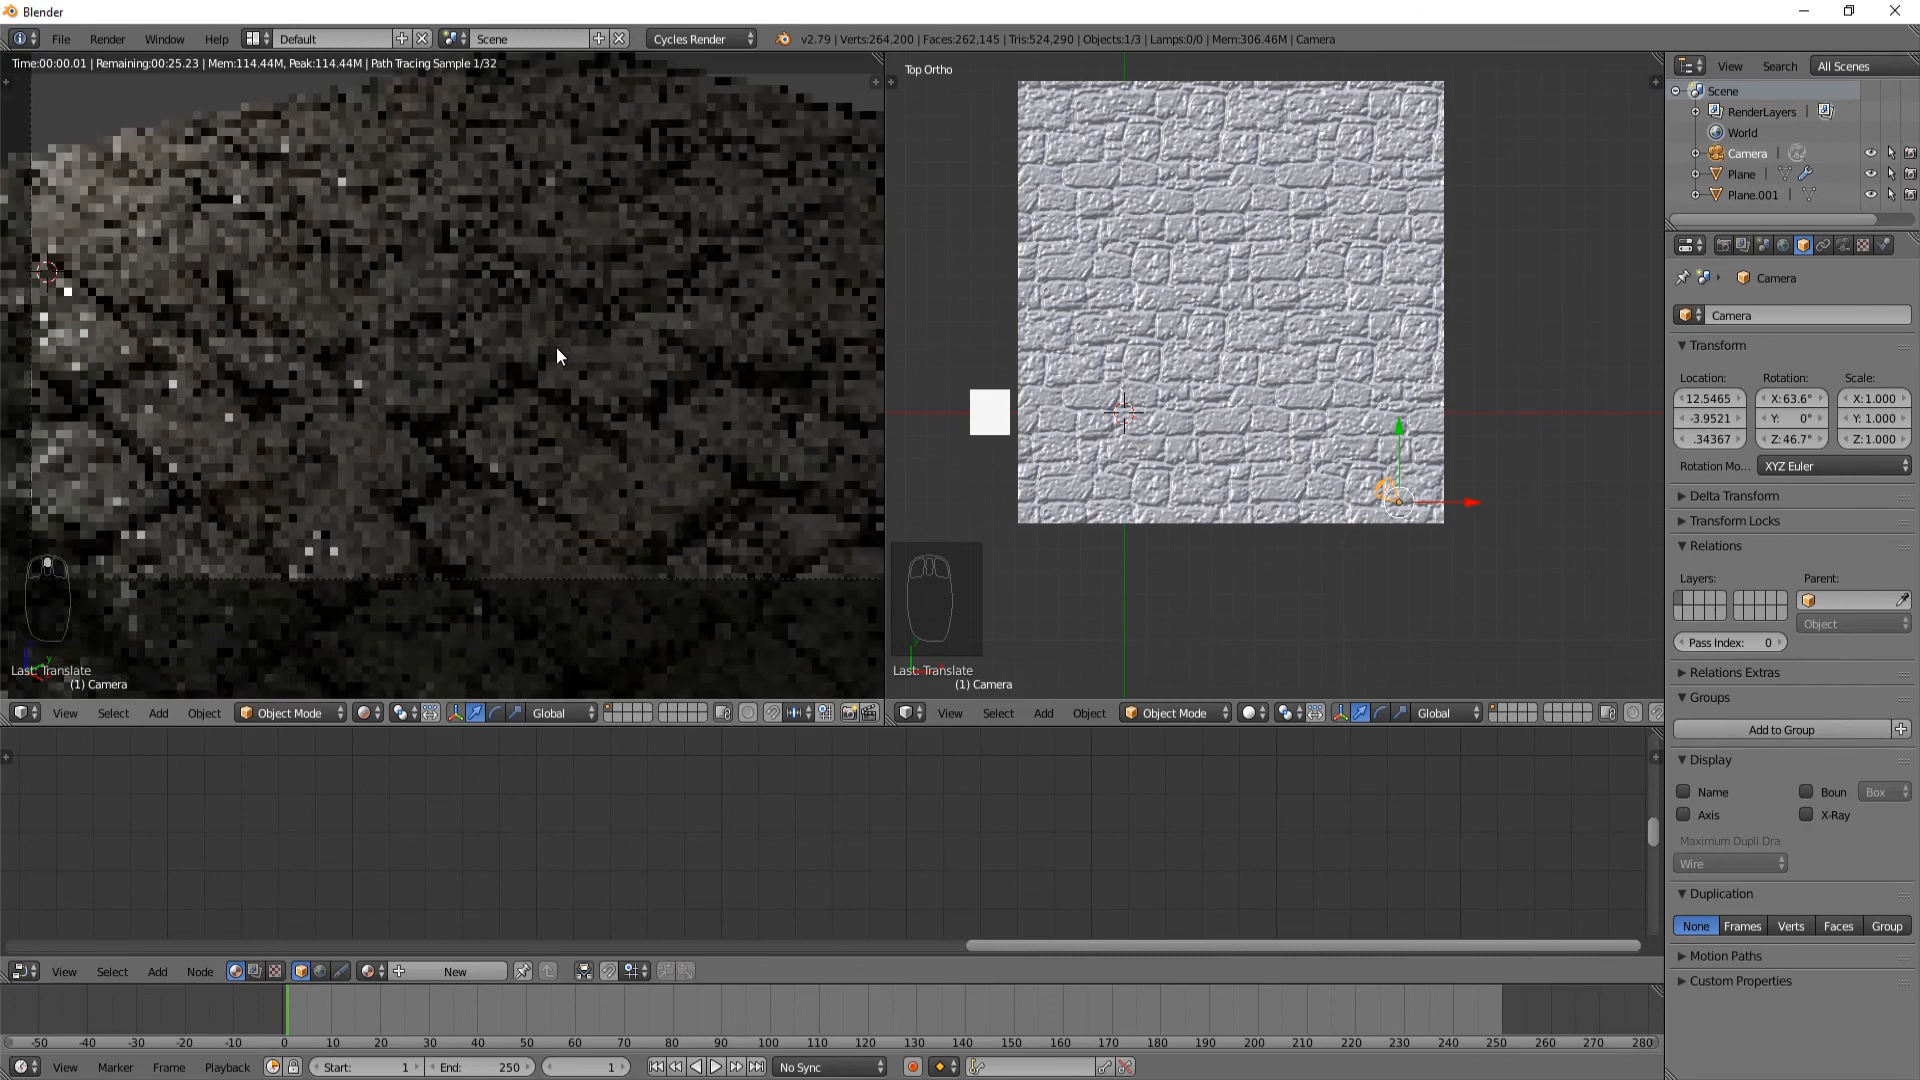 Blender
File Render Window Help Default Scene Cycles Render v2.79 | Verts:264,200 | Faces:262,145 | Tris:524,290 | Objects:1/3 | Lamps:0/0 | Mem:306.46M | Camera
Time:00:00.01 | Remaining:00:25.23 | Mem:114.44M, Peak:114.44M | Path Tracing Sample 1/32
Top Ortho
Last: Translate
(1) Camera
Last: Translate
(1) Camera
View Select Add Object Object Mode Global
View Select Add Object Object Mode Global
View Search All Scenes
Scene
RenderLayers
World
Camera
Plane
Plane.001
Camera
Camera
Transform
Location: Rotation: Scale:
12.5465 X:63.6° X:1.000
-3.9521 Y: 0° Y:1.000
.34367 Z:46.7° Z:1.000
Rotation Mo... XYZ Euler
Delta Transform
Transform Locks
Relations
Layers: Parent:
Object
Pass Index: 0
Relations Extras
Groups
Add to Group
Display
Name Boun Box
Axis X-Ray
Maximum Dupli Dra
Wire
Duplication
None Frames Verts Faces Group
Motion Paths
Custom Properties
View Select Add Node New
-50 -40 -30 -20 -10 0 10 20 30 40 50 60 70 80 90 100 110 120 130 140 150 160 170 180 190 200 210 220 230 240 250 260 270 280
View Marker Frame Playback Start: 1 End: 250 1 No Sync